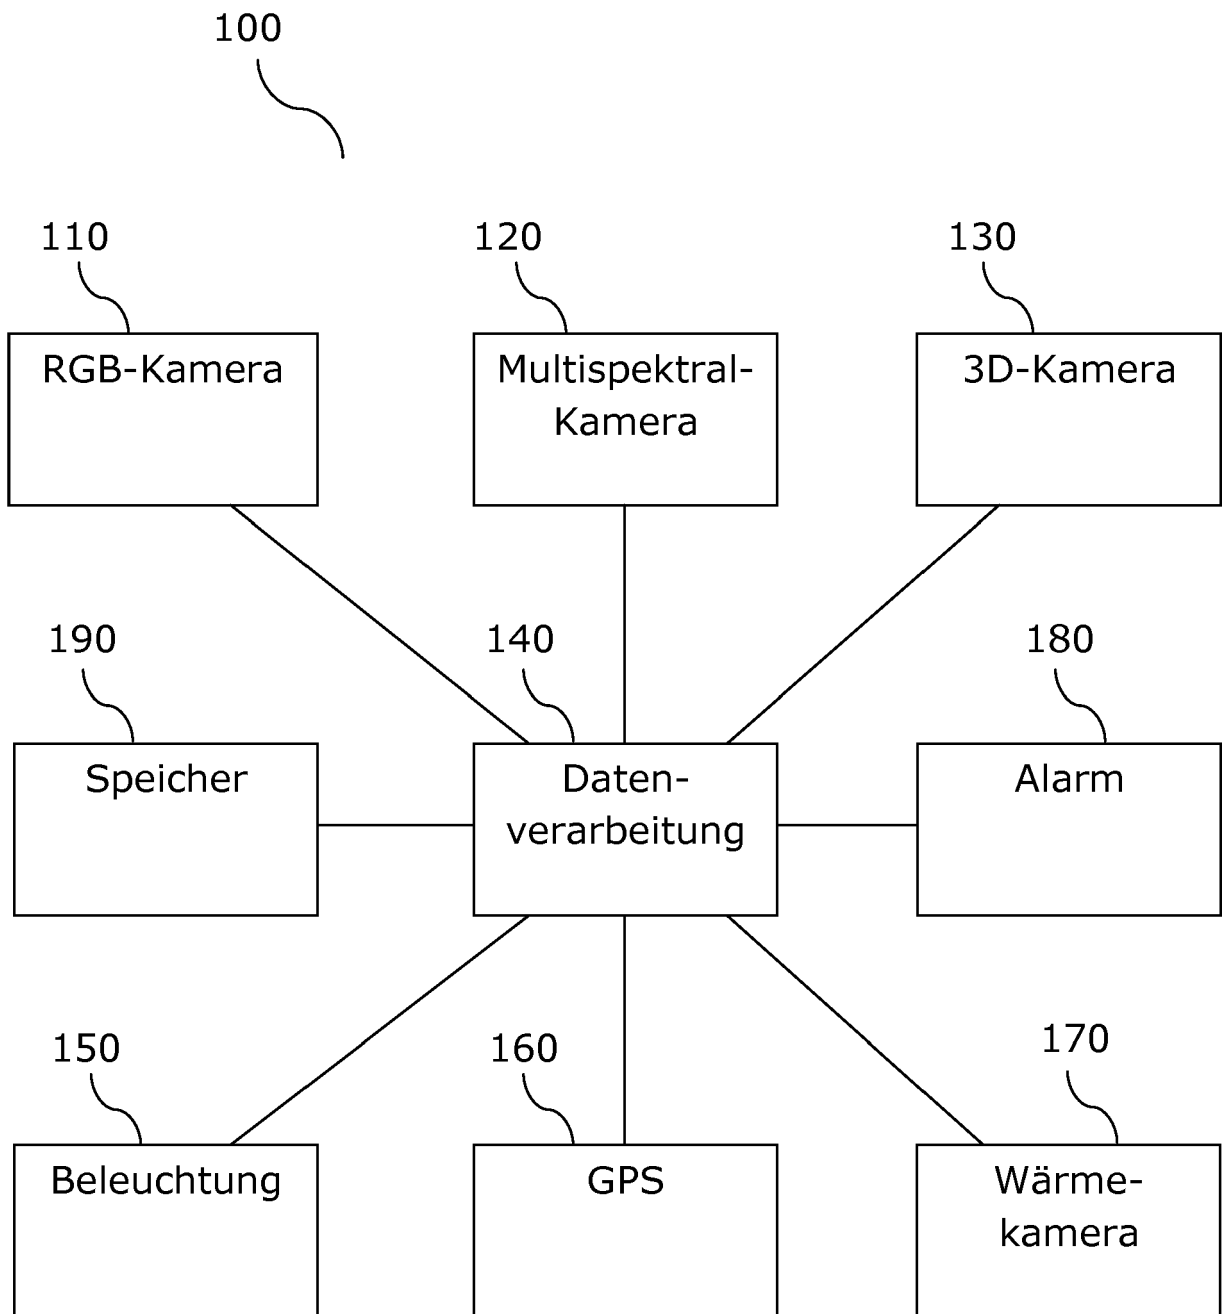 100
110
120
130
RGB-Kamera
Multispektral-
Kamera
3D-Kamera
190
140
180
Speicher
Daten-
verarbeitung
Alarm
150
160
170
Beleuchtung
GPS
Wärme-
kamera